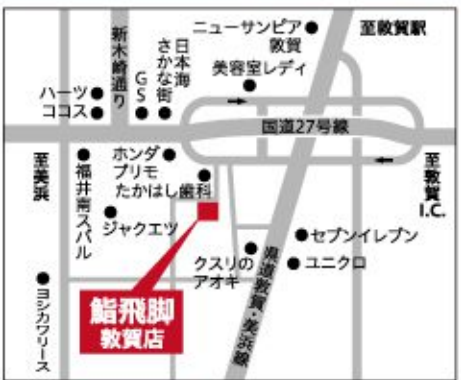 ニューサンピア
敦賀
至敦賀駅
新木崎通り
日本海
さかな街
GS
美容室レディ
ハーツ
ココス
国道27号線
至美浜
福井南スバル
ホンダ
プリモ
たかはし歯科
至敦賀
I.C.
ジャクエツ
セブンイレブン
クスリの
アオキ
ユニクロ
県道敦賀・美浜線
ヨシカワリース
鮨飛脚
敦賀店